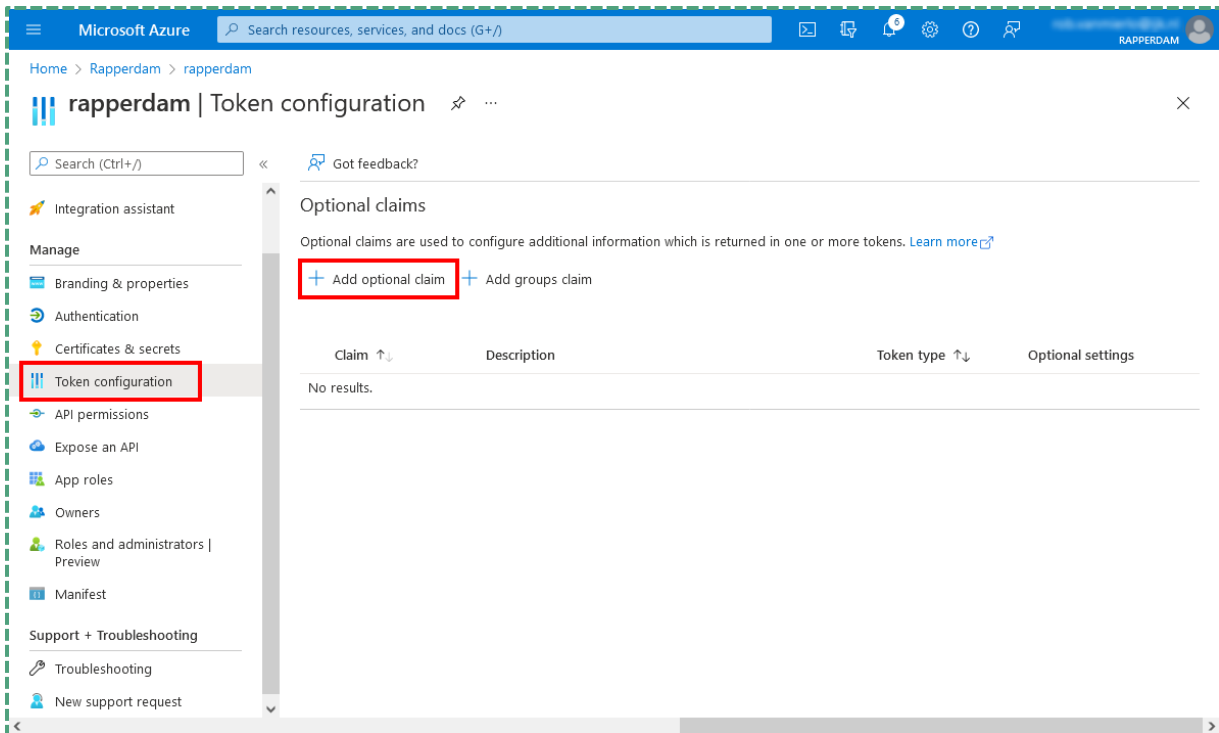 Microsoft Azure
Search resources, services, and docs (G+/)
6
RAPPERDAM
Home > Rapperdam > rapperdam
rapperdam | Token configuration
Search (Ctrl+/)
«
Got feedback?
Integration assistant
Manage
Branding & properties
Authentication
Certificates & secrets
Token configuration
API permissions
Expose an API
App roles
Owners
Roles and administrators |
Preview
Manifest
Support + Troubleshooting
Troubleshooting
New support request
Optional claims
Optional claims are used to configure additional information which is returned in one or more tokens. Learn more
+ Add optional claim + Add groups claim
Claim ↑↓ Description Token type ↑↓ Optional settings
No results.